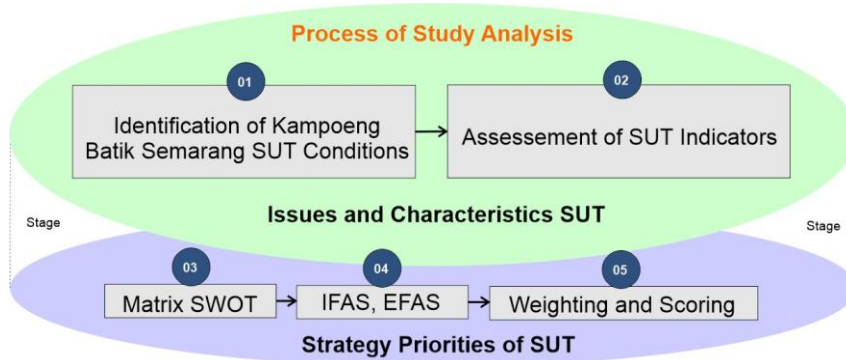 Process of Study Analysis
01
02
Identification of Kampoeng
Batik Semarang SUT Conditions
Assessement of SUT Indicators
Issues and Characteristics SUT
Stage
Stage
03
04
05
Matrix SWOT
IFAS, EFAS
Weighting and Scoring
Strategy Priorities of SUT